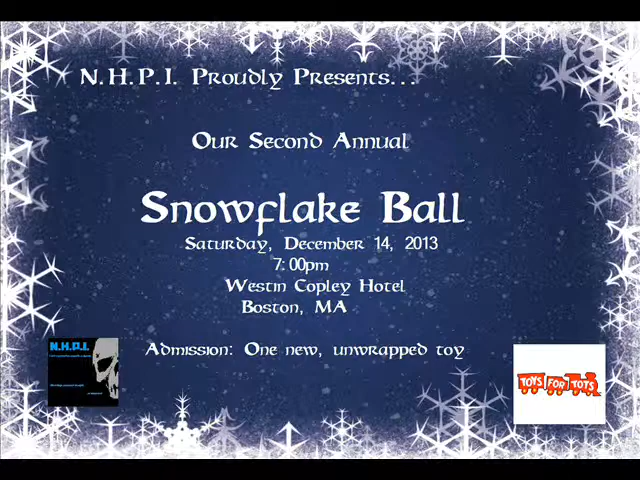 N.H.P.I. Proudly Presents...
Our Second Annual
Snowflake Ball
Saturday, December 14, 2013
7:00pm
Westin Copley Hotel
Boston, MA
N.H.P.I.
Admission: One new, unwrapped toy
TOYS FOR TOTS